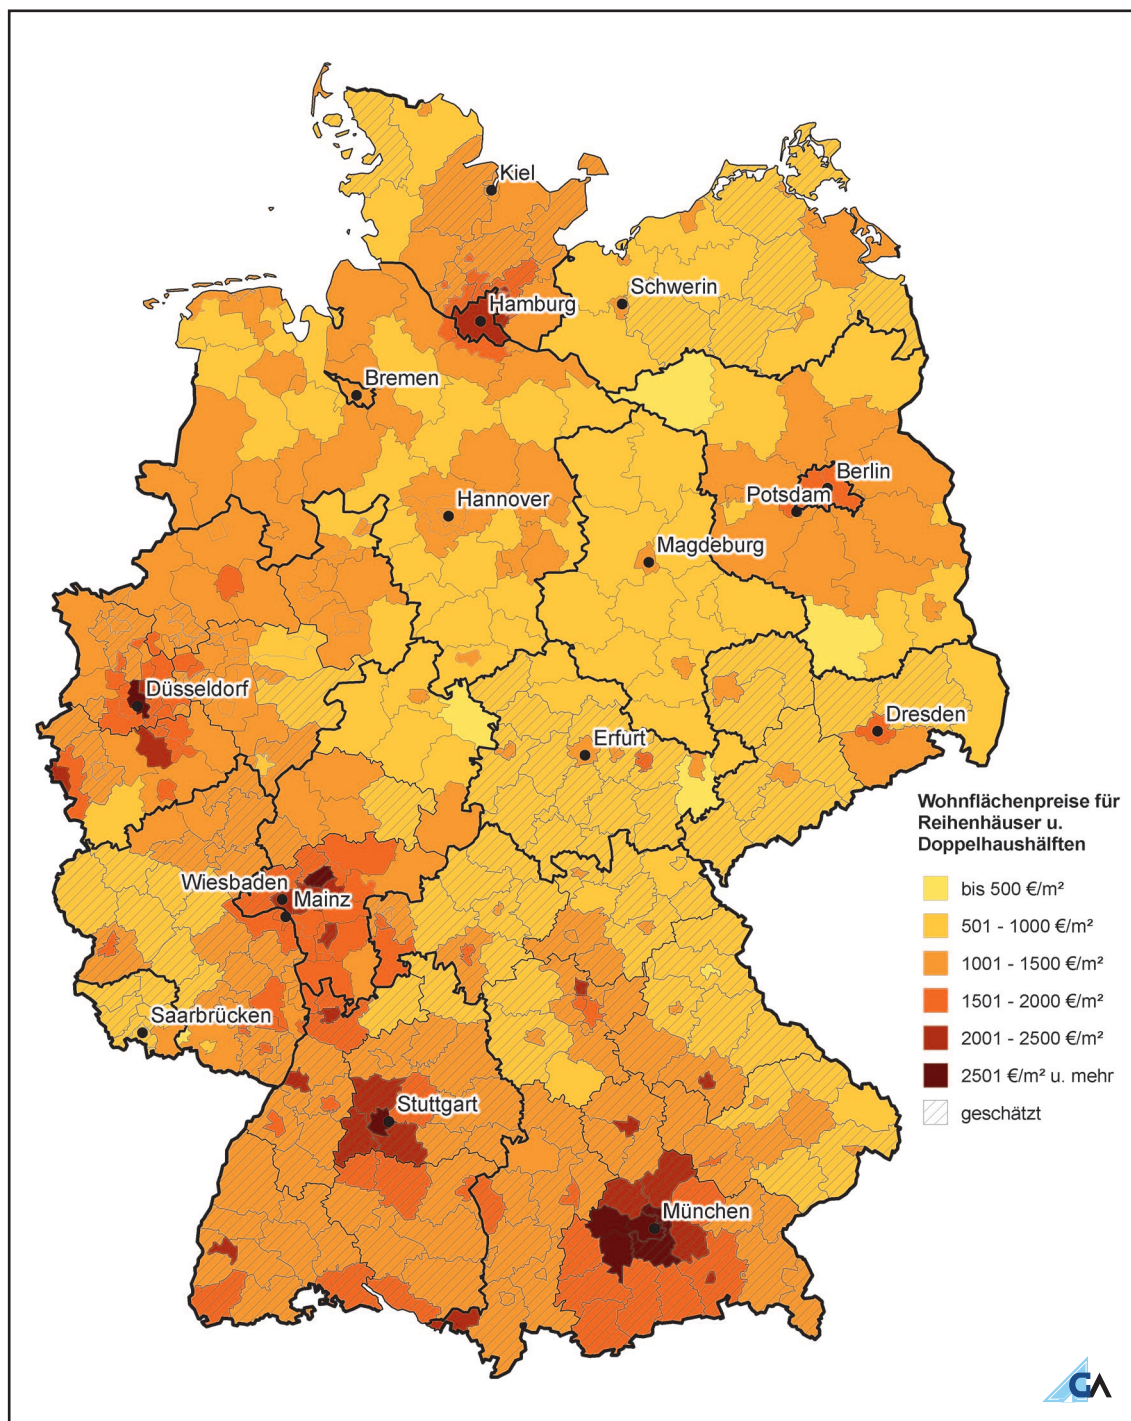 Kiel
Schwerin
Hamburg
Bremen
Berlin
Potsdam
Hannover
Magdeburg
Düsseldorf
Dresden
Erfurt
Wiesbaden
Mainz
Saarbrücken
Stuttgart
München
Wohnflächenpreise für
Reihenhäuser u.
Doppelhaushälften
bis 500 €/m²
501 - 1000 €/m²
1001 - 1500 €/m²
1501 - 2000 €/m²
2001 - 2500 €/m²
2501 €/m² u. mehr
geschätzt
GA